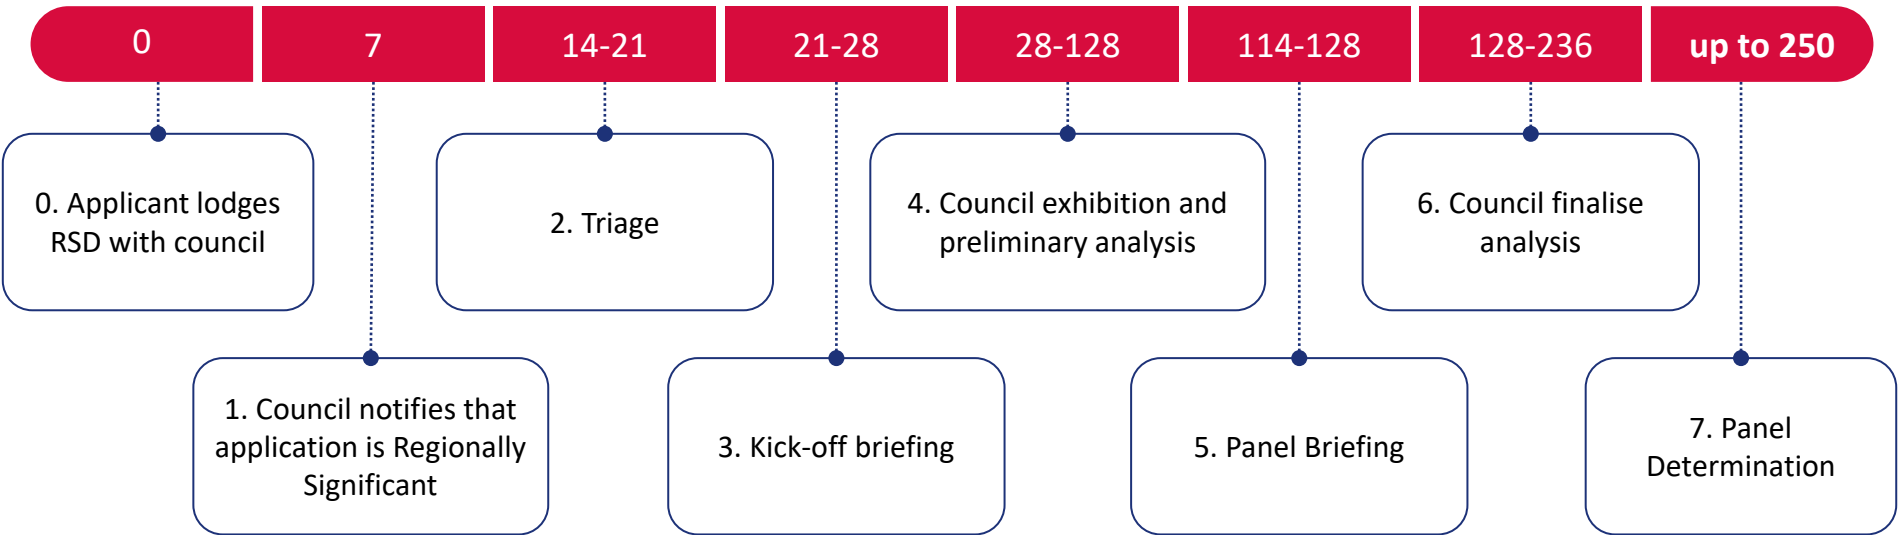 0
7
14-21
21-28
28-128
114-128
128-236
up to 250
0. Applicant lodges
RSD with council
1. Council notifies that
application is Regionally
Significant
2. Triage
3. Kick-off briefing
4. Council exhibition and
preliminary analysis
5. Panel Briefing
6. Council finalise
analysis
7. Panel
Determination